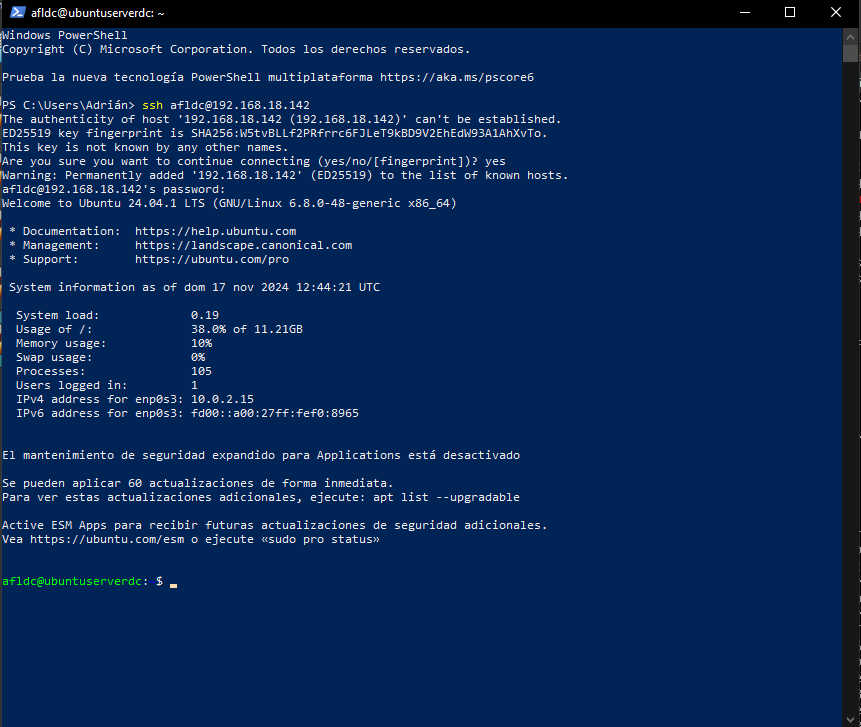 afldc@ubuntuserverdc: ~
Windows PowerShell
Copyright (C) Microsoft Corporation. Todos los derechos reservados.
Prueba la nueva tecnología PowerShell multiplataforma https://aka.ms/pscore6
PS C:\Users\Adrián> ssh afldc@192.168.18.142
The authenticity of host '192.168.18.142 (192.168.18.142)' can't be established.
ED25519 key fingerprint is SHA256:W5tvBLLf2PRfrrc6FJLeT9kBD9V2EhEdW93A1AhXvTo.
This key is not known by any other names.
Are you sure you want to continue connecting (yes/no/[fingerprint])? yes
Warning: Permanently added '192.168.18.142' (ED25519) to the list of known hosts.
afldc@192.168.18.142's password:
Welcome to Ubuntu 24.04.1 LTS (GNU/Linux 6.8.0-48-generic x86_64)
* Documentation:  https://help.ubuntu.com
* Management:     https://landscape.canonical.com
* Support:        https://ubuntu.com/pro
System information as of dom 17 nov 2024 12:44:21 UTC
System load:             0.19
Usage of /:              38.0% of 11.21GB
Memory usage:            10%
Swap usage:              0%
Processes:               105
Users logged in:         1
IPv4 address for enp0s3: 10.0.2.15
IPv6 address for enp0s3: fd00::a00:27ff:fef0:8965
El mantenimiento de seguridad expandido para Applications está desactivado
Se pueden aplicar 60 actualizaciones de forma inmediata.
Para ver estas actualizaciones adicionales, ejecute: apt list --upgradable
Active ESM Apps para recibir futuras actualizaciones de seguridad adicionales.
Vea https://ubuntu.com/esm o ejecute «sudo pro status»
afldc@ubuntuserverdc: $